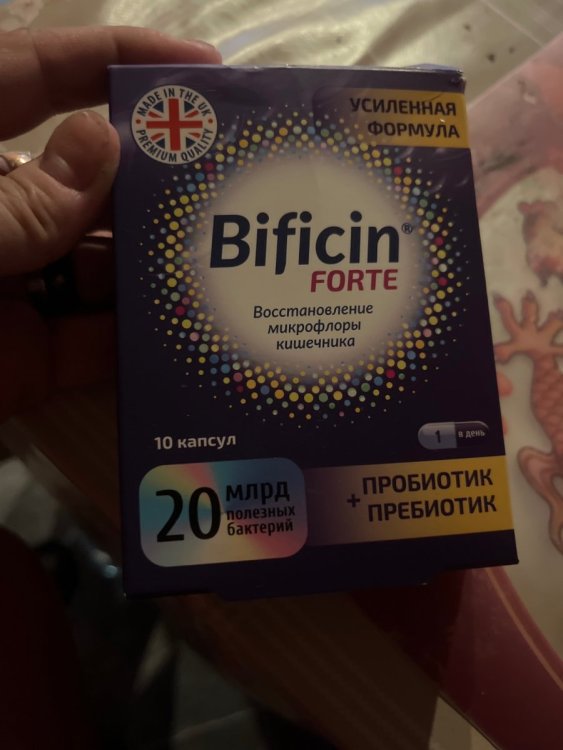 MADE IN THE UK
PREMIUM QUALITY
УСИЛЕННАЯ
ФОРМУЛА
Bificin®
FORTE
Восстановление
микрофлоры
кишечника
10 капсул
1 в день
20 млрд
полезных
бактерий
+ ПРОБИОТИК
ПРЕБИОТИК